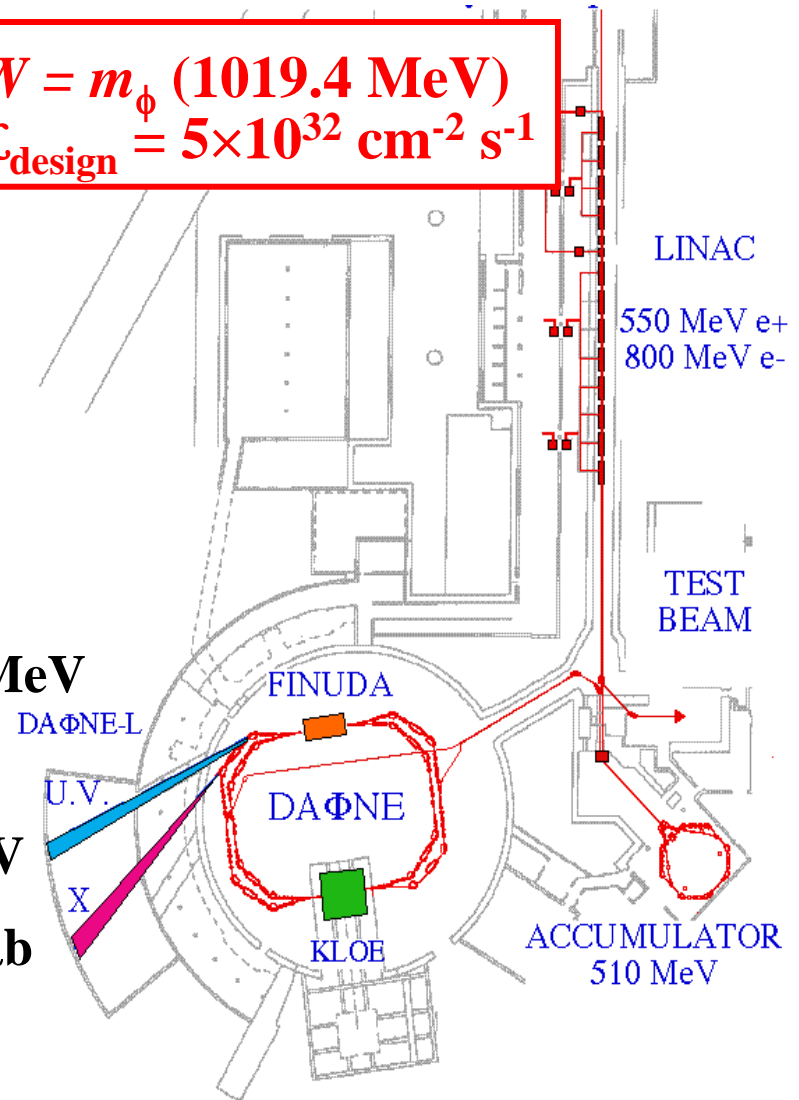 W = mϕ (1019.4 MeV)
design = 5×10³² cm⁻² s⁻¹
LINAC
550 MeV e+
800 MeV e-
TEST
BEAM
MeV
FINUDA
DAΦNE-L
U.V.
DAΦNE
V
X
KLOE
ACCUMULATOR
510 MeV